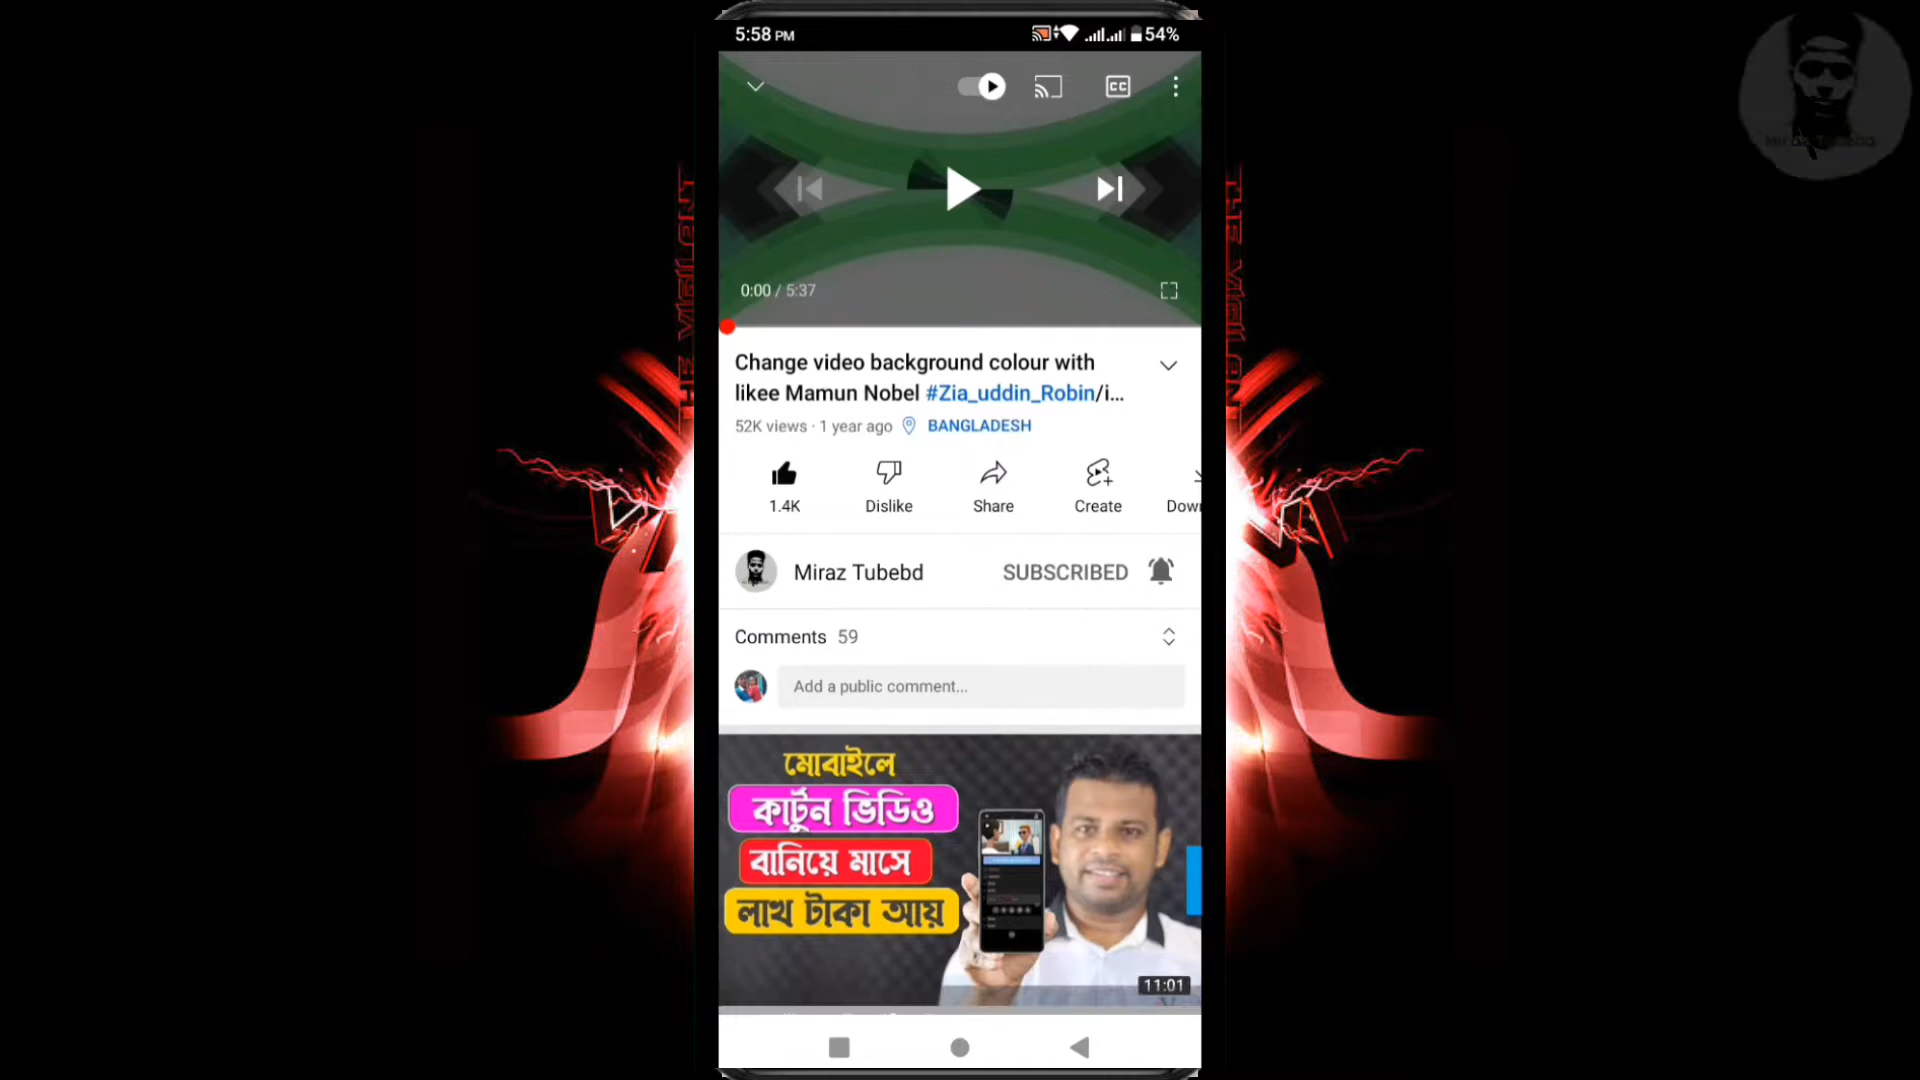 5:58 PM
54%
CC
0:00 / 5:37
Change video background colour with
likee Mamun Nobel #Zia_uddin_Robin/i...
52K views · 1 year ago BANGLADESH
1.4K
Dislike
Share
Create
Down
Miraz Tubebd
SUBSCRIBED
Comments 59
Add a public comment...
মোবাইলে
কার্টুন ভিডিও
বানিয়ে মাসে
লাখ টাকা আয়
11:01